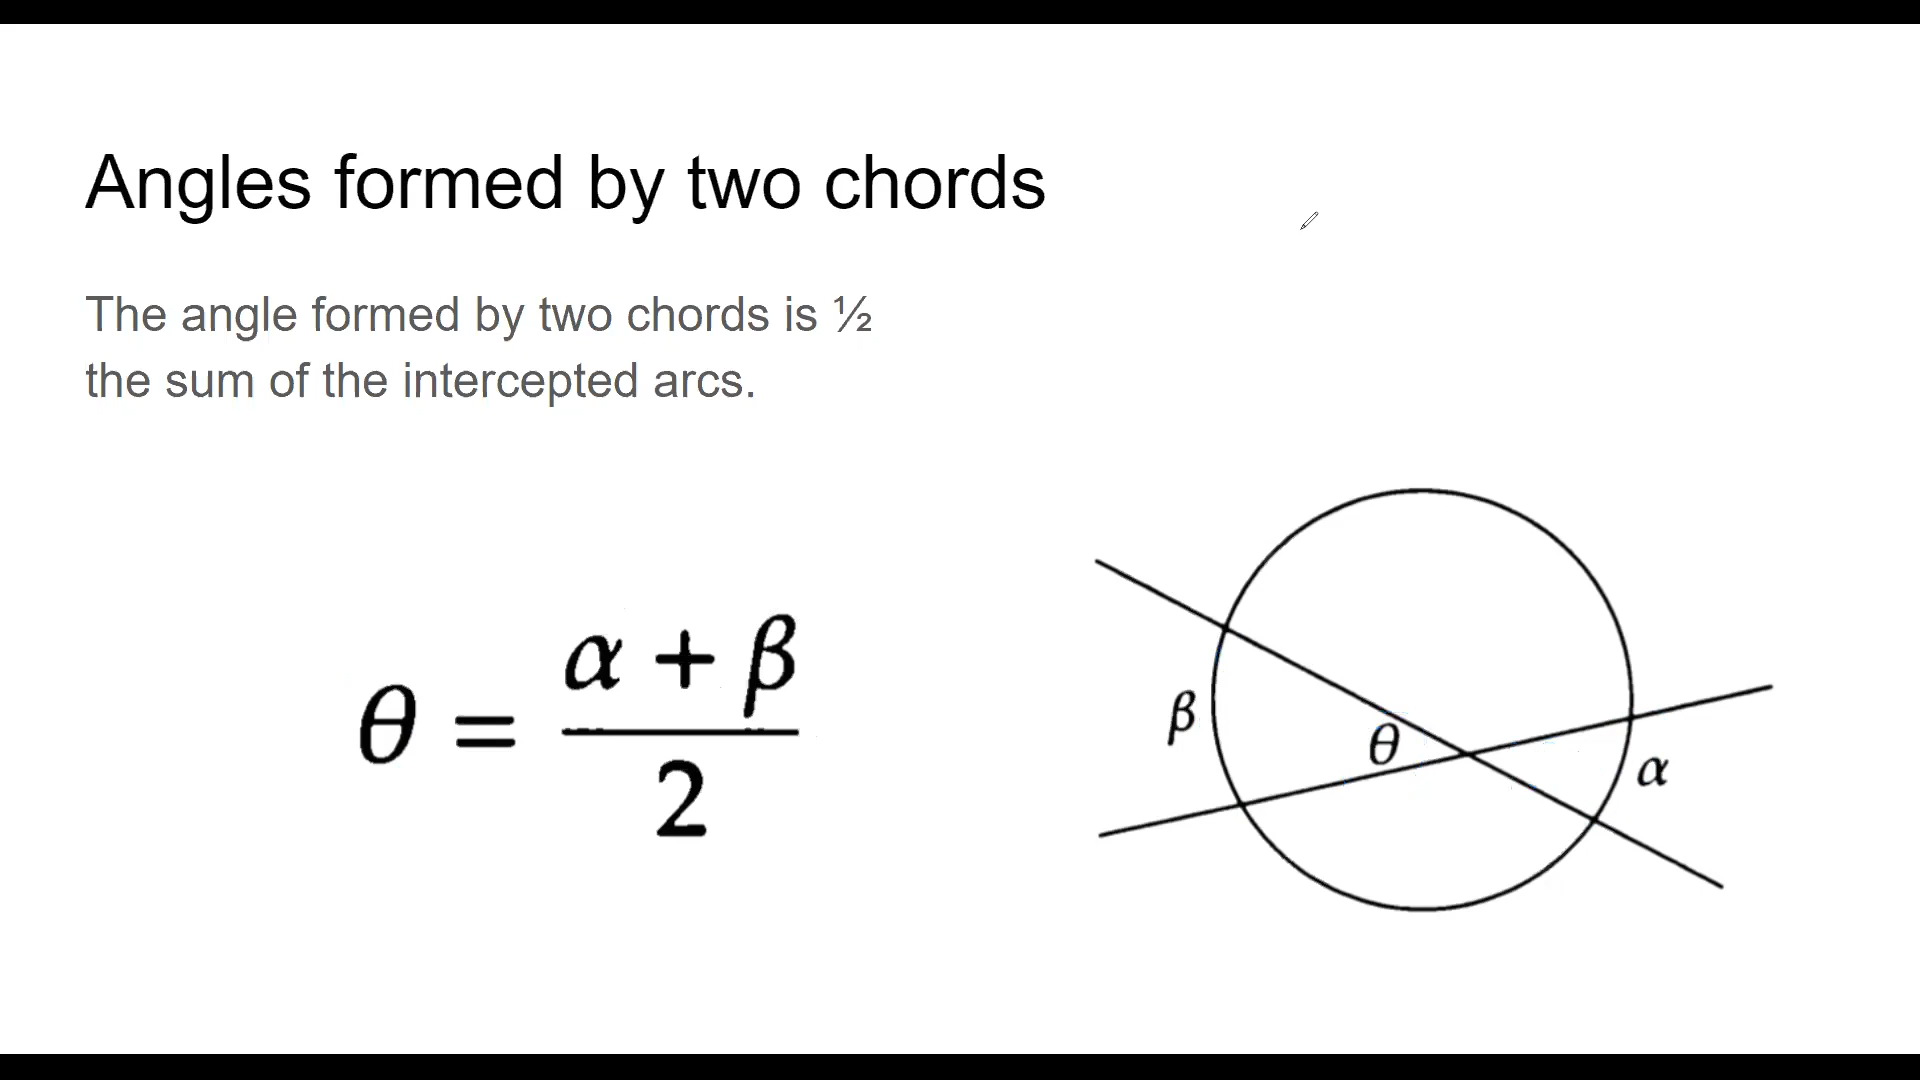 Angles formed by two chords
The angle formed by two chords is ½
the sum of the intercepted arcs.
θ = (α + β) / 2
β
θ
α